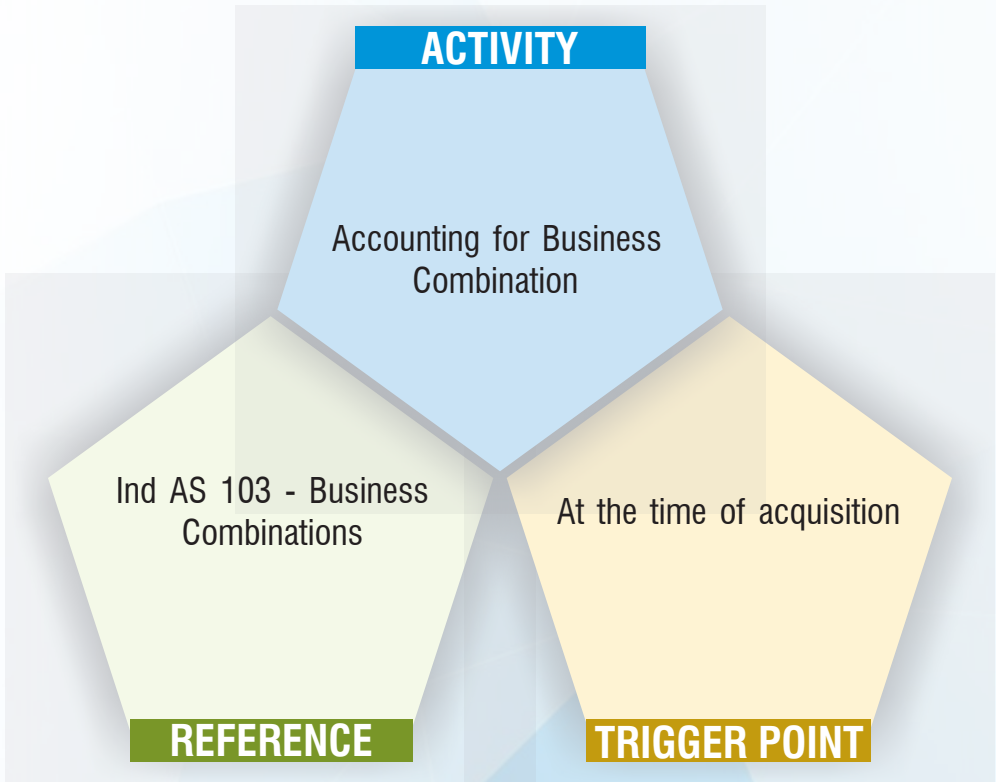 ACTIVITY
Accounting for Business
Combination
Ind AS 103 - Business
Combinations
At the time of acquisition
REFERENCE
TRIGGER POINT